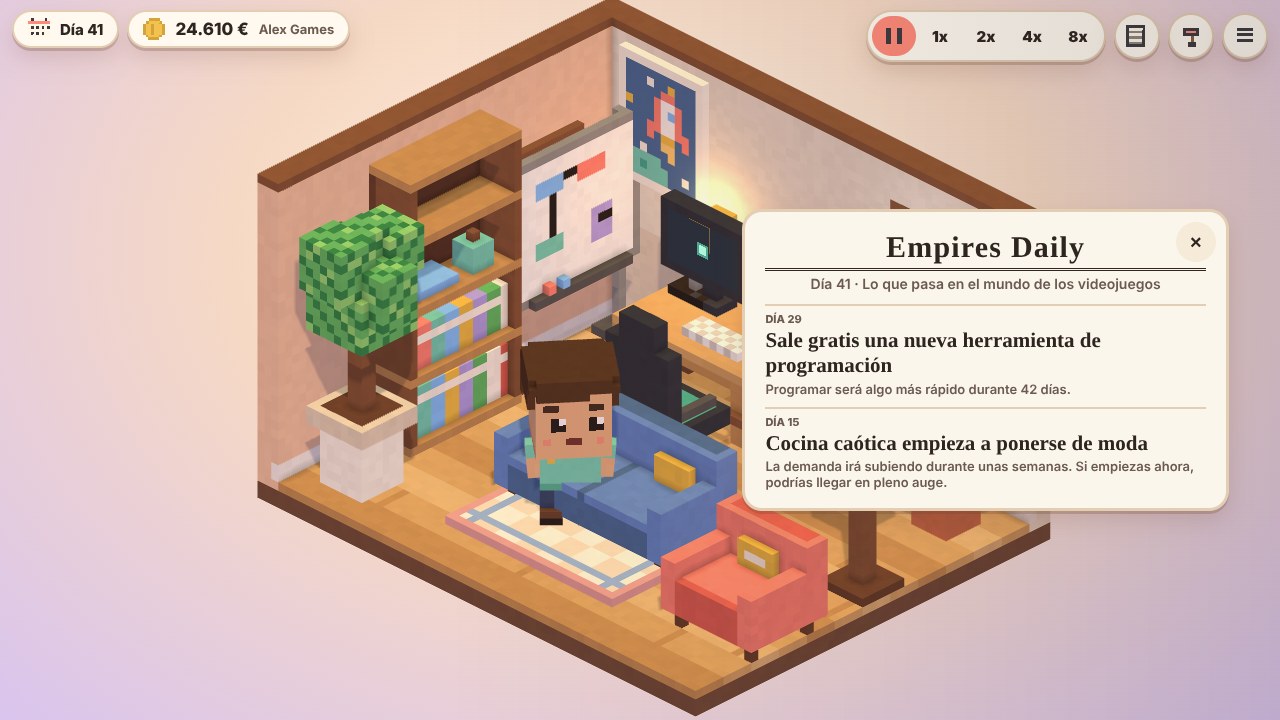 Día 41
24.610 € Alex Games
1x 2x 4x 8x
Empires Daily
Día 41 · Lo que pasa en el mundo de los videojuegos
DÍA 29
Sale gratis una nueva herramienta de
programación
Programar será algo más rápido durante 42 días.
DÍA 15
Cocina caótica empieza a ponerse de moda
La demanda irá subiendo durante unas semanas. Si empiezas ahora,
podrías llegar en pleno auge.